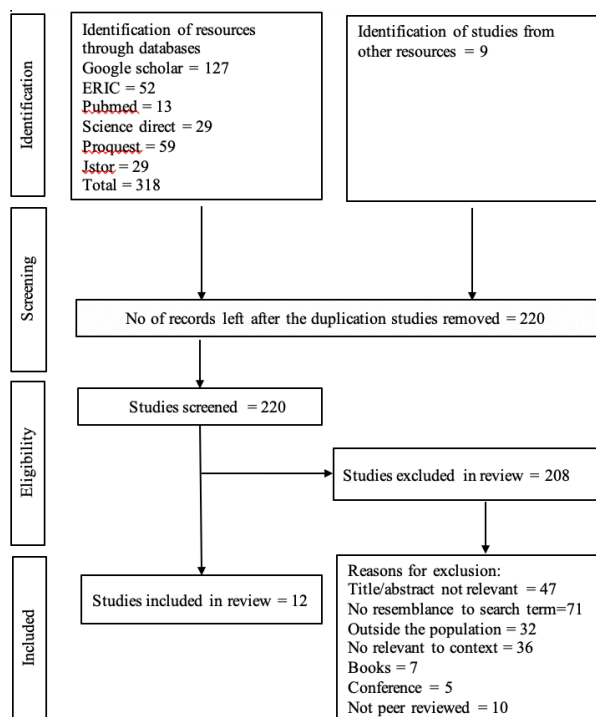 Identification
Identification of resources
through databases
Google scholar = 127
ERIC = 52
Pubmed = 13
Science direct = 29
Proquest = 59
Jstor = 29
Total = 318
Identification of studies from
other resources = 9
Screening
No of records left after the duplication studies removed = 220
Eligibility
Studies screened = 220
Studies excluded in review = 208
Included
Studies included in review = 12
Reasons for exclusion:
Title/abstract not relevant = 47
No resemblance to search term=71
Outside the population = 32
No relevant to context = 36
Books = 7
Conference = 5
Not peer reviewed = 10